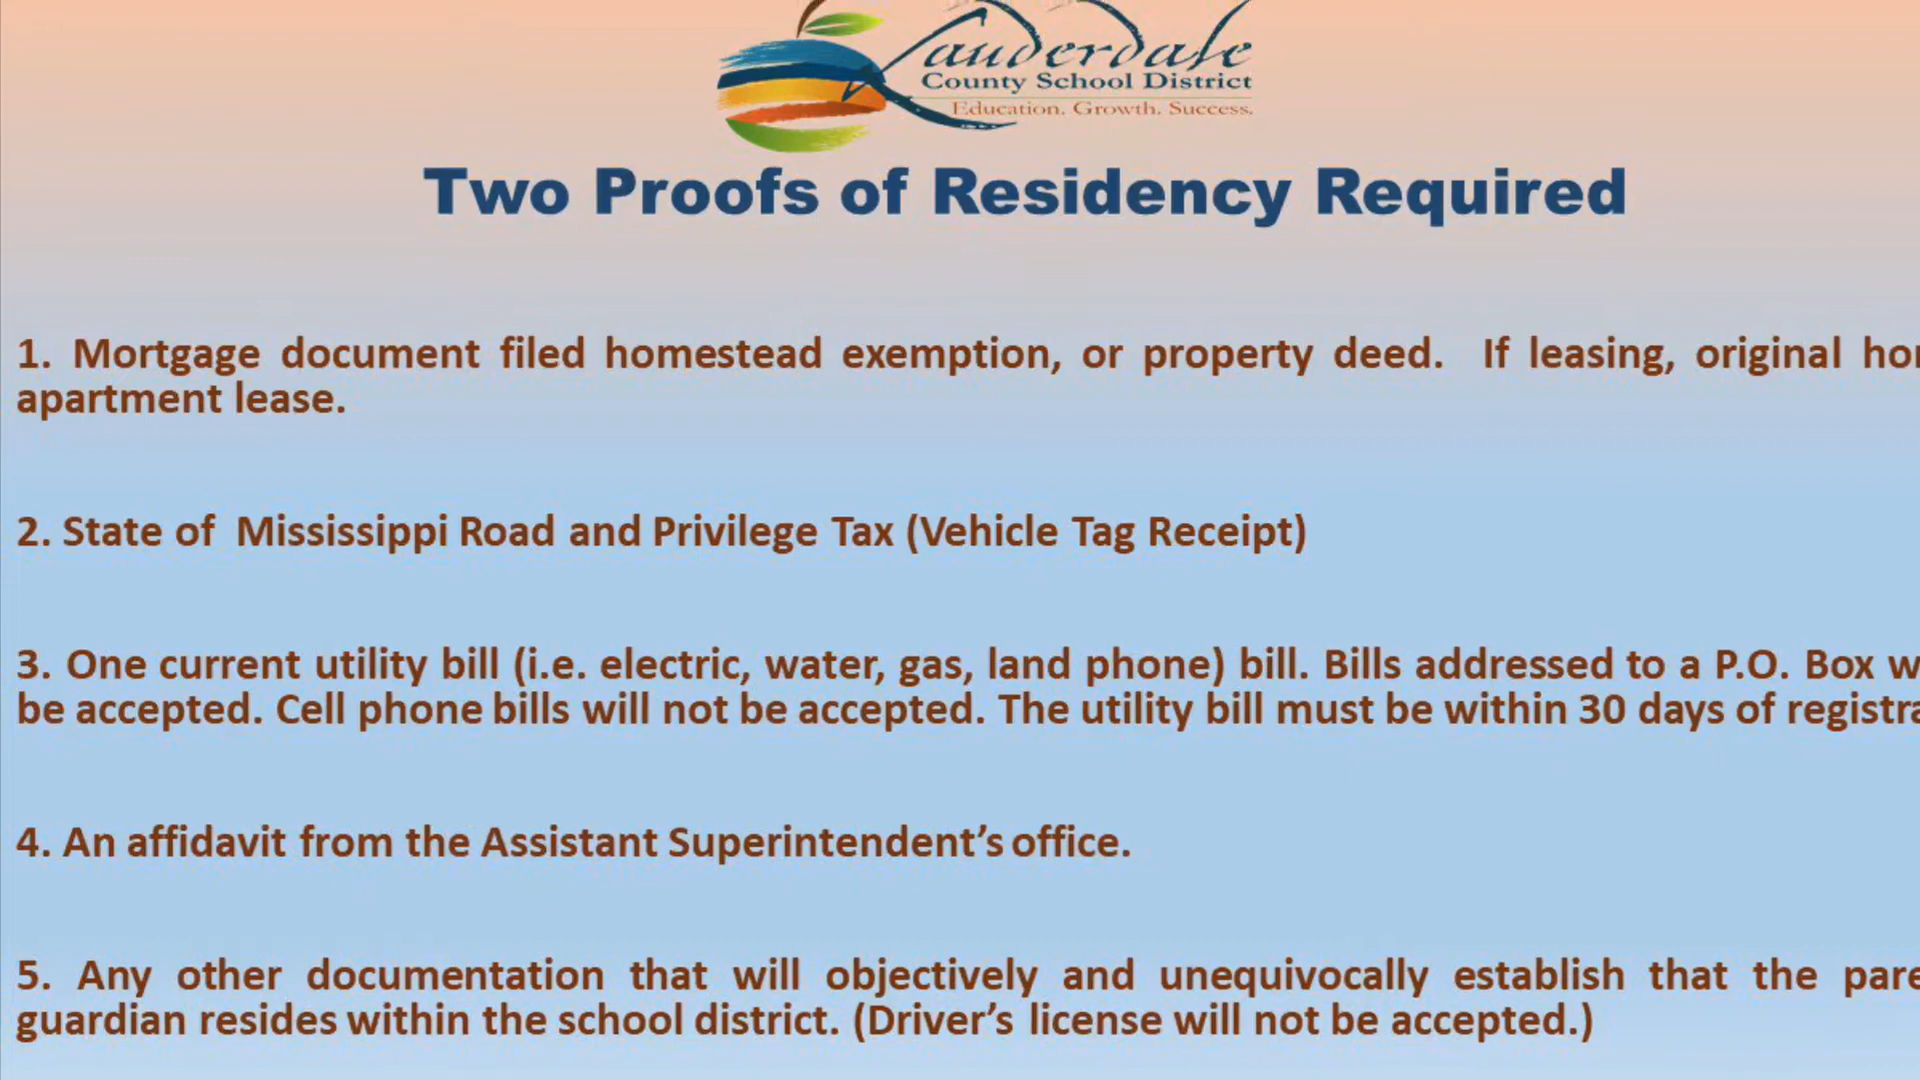 Lauderdale
County School District
Education. Growth. Success.
Two Proofs of Residency Required
1. Mortgage document filed homestead exemption, or property deed. If leasing, original
apartment lease.
2. State of Mississippi Road and Privilege Tax (Vehicle Tag Receipt)
3. One current utility bill (i.e. electric, water, gas, land phone) bill. Bills addressed to a P.O. Box
be accepted. Cell phone bills will not be accepted. The utility bill must be within 30 days of
4. An affidavit from the Assistant Superintendent’s office.
5. Any other documentation that will objectively and unequivocally establish that the
guardian resides within the school district. (Driver’s license will not be accepted.)